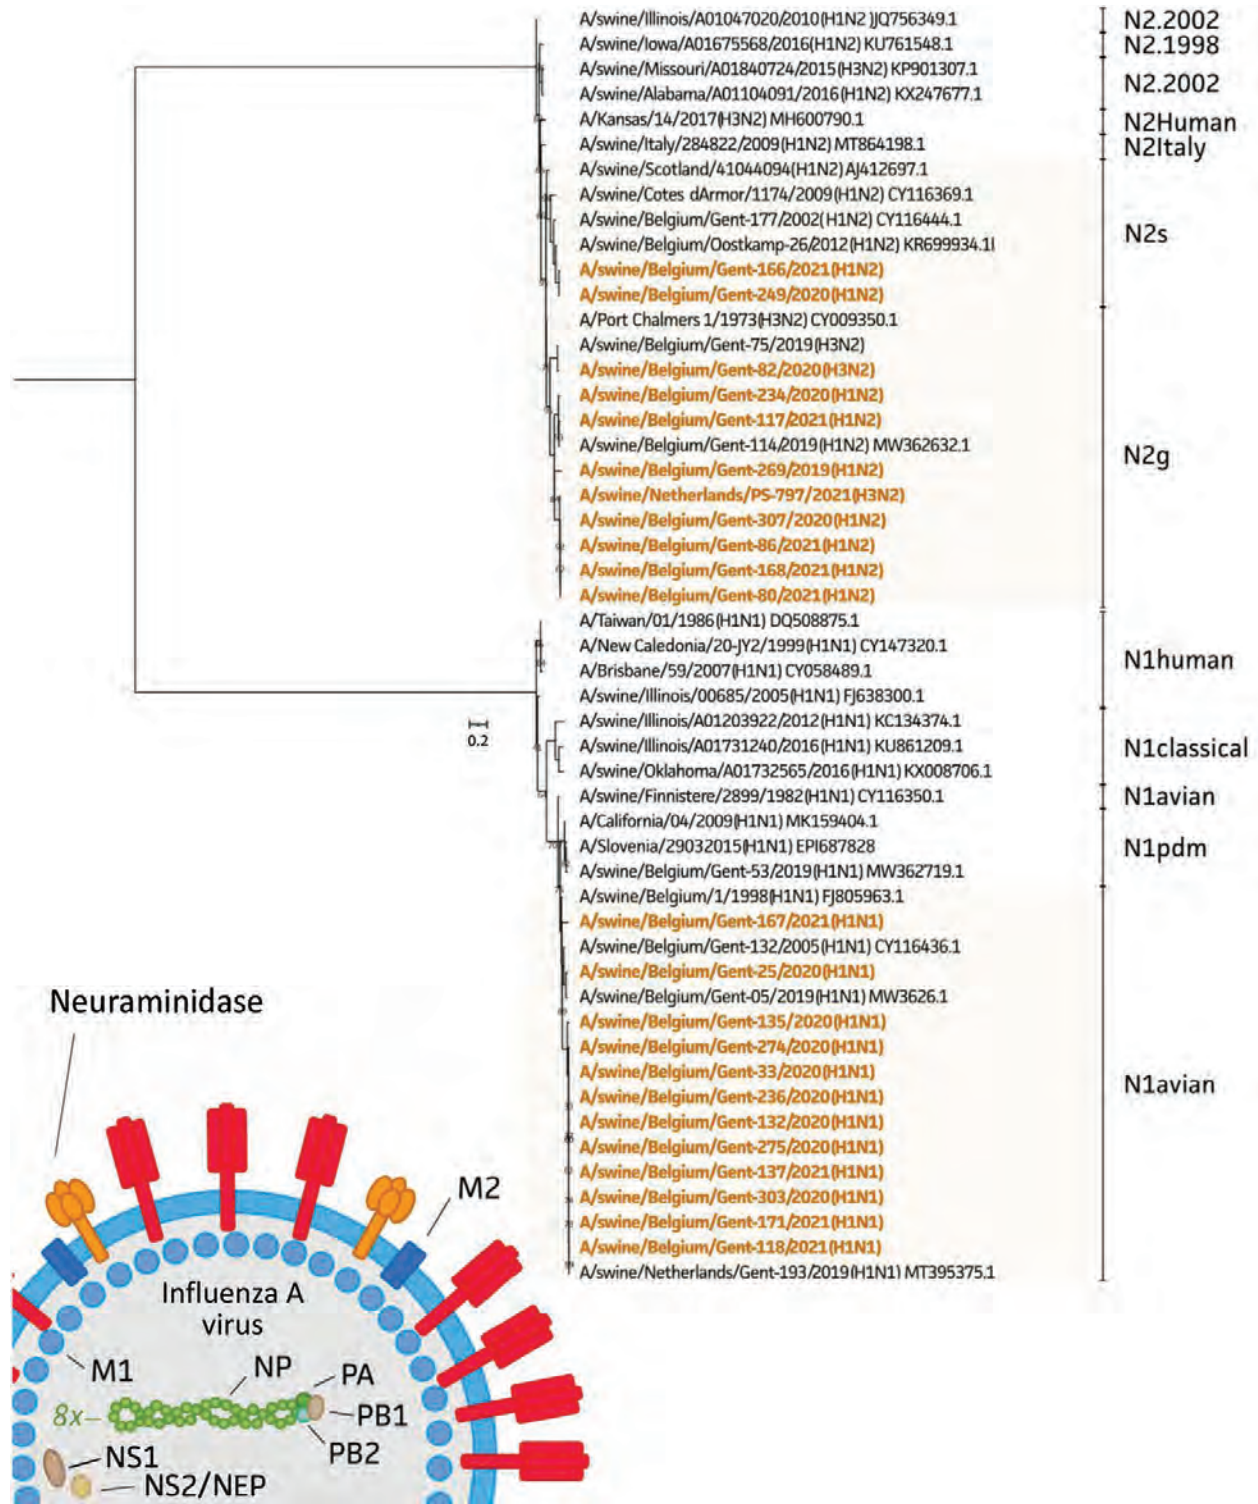 A/swine/Illinois/A01047020/2010(H1N2 )JQ756349.1
N2.2002
A/swine/Iowa/A01675568/2016(H1N2) KU761548.1
N2.1998
A/swine/Missouri/A01840724/2015(H3N2) KP901307.1
A/swine/Alabama/A01104091/2016(H1N2) KX247677.1
N2.2002
A/Kansas/14/2017(H3N2) MH600790.1
N2Human
A/swine/Italy/284822/2009(H1N2) MT864198.1
N2Italy
A/swine/Scotland/41044094(H1N2) AJ412697.1
A/swine/Cotes dArmor/1174/2009(H1N2) CY116369.1
A/swine/Belgium/Gent-177/2002(H1N2) CY116444.1
A/swine/Belgium/Oostkamp-26/2012(H1N2) KR699934.1I
A/swine/Belgium/Gent-166/2021(H1N2)
A/swine/Belgium/Gent-249/2020(H1N2)
N2s
A/Port Chalmers 1/1973(H3N2) CY009350.1
A/swine/Belgium/Gent-75/2019(H3N2)
A/swine/Belgium/Gent-82/2020(H3N2)
A/swine/Belgium/Gent-234/2020(H1N2)
A/swine/Belgium/Gent-117/2021(H1N2)
A/swine/Belgium/Gent-114/2019(H1N2) MW362632.1
A/swine/Belgium/Gent-269/2019(H1N2)
A/swine/Netherlands/PS-797/2021(H3N2)
A/swine/Belgium/Gent-307/2020(H1N2)
A/swine/Belgium/Gent-86/2021(H1N2)
A/swine/Belgium/Gent-168/2021(H1N2)
A/swine/Belgium/Gent-80/2021(H1N2)
N2g
A/Taiwan/01/1986(H1N1) DQ508875.1
A/New Caledonia/20-JY2/1999(H1N1) CY147320.1
A/Brisbane/59/2007(H1N1) CY058489.1
A/swine/Illinois/00685/2005(H1N1) FJ638300.1
N1human
A/swine/Illinois/A01203922/2012(H1N1) KC134374.1
A/swine/Illinois/A01731240/2016(H1N1) KU861209.1
A/swine/Oklahoma/A01732565/2016(H1N1) KX008706.1
N1classical
0.2
A/swine/Finnistere/2899/1982(H1N1) CY116350.1
N1avian
A/California/04/2009(H1N1) MK159404.1
A/Slovenia/29032015(H1N1) EPI687828
A/swine/Belgium/Gent-53/2019(H1N1) MW362719.1
N1pdm
A/swine/Belgium/1/1998(H1N1) FJ805963.1
A/swine/Belgium/Gent-167/2021(H1N1)
A/swine/Belgium/Gent-132/2005(H1N1) CY116436.1
A/swine/Belgium/Gent-25/2020(H1N1)
A/swine/Belgium/Gent-05/2019(H1N1) MW3626.1
A/swine/Belgium/Gent-135/2020(H1N1)
A/swine/Belgium/Gent-274/2020(H1N1)
A/swine/Belgium/Gent-33/2020(H1N1)
A/swine/Belgium/Gent-236/2020(H1N1)
A/swine/Belgium/Gent-132/2020(H1N1)
A/swine/Belgium/Gent-275/2020(H1N1)
A/swine/Belgium/Gent-137/2021(H1N1)
A/swine/Belgium/Gent-303/2020(H1N1)
A/swine/Belgium/Gent-171/2021(H1N1)
A/swine/Belgium/Gent-118/2021(H1N1)
A/swine/Netherlands/Gent-193/2019(H1N1) MT395375.1
N1avian
Neuraminidase
M2
Influenza A
virus
M1
NP
PA
8x
PB1
PB2
NS1
NS2/NEP